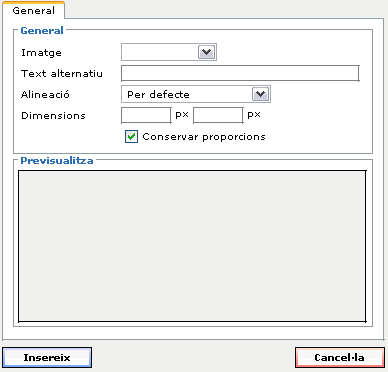 General
General
Imatge
Text alternatiu
Alineació Per defecte
Dimensions px px
Conservar proporcions
Previsualitza
Insereix Cancel·la